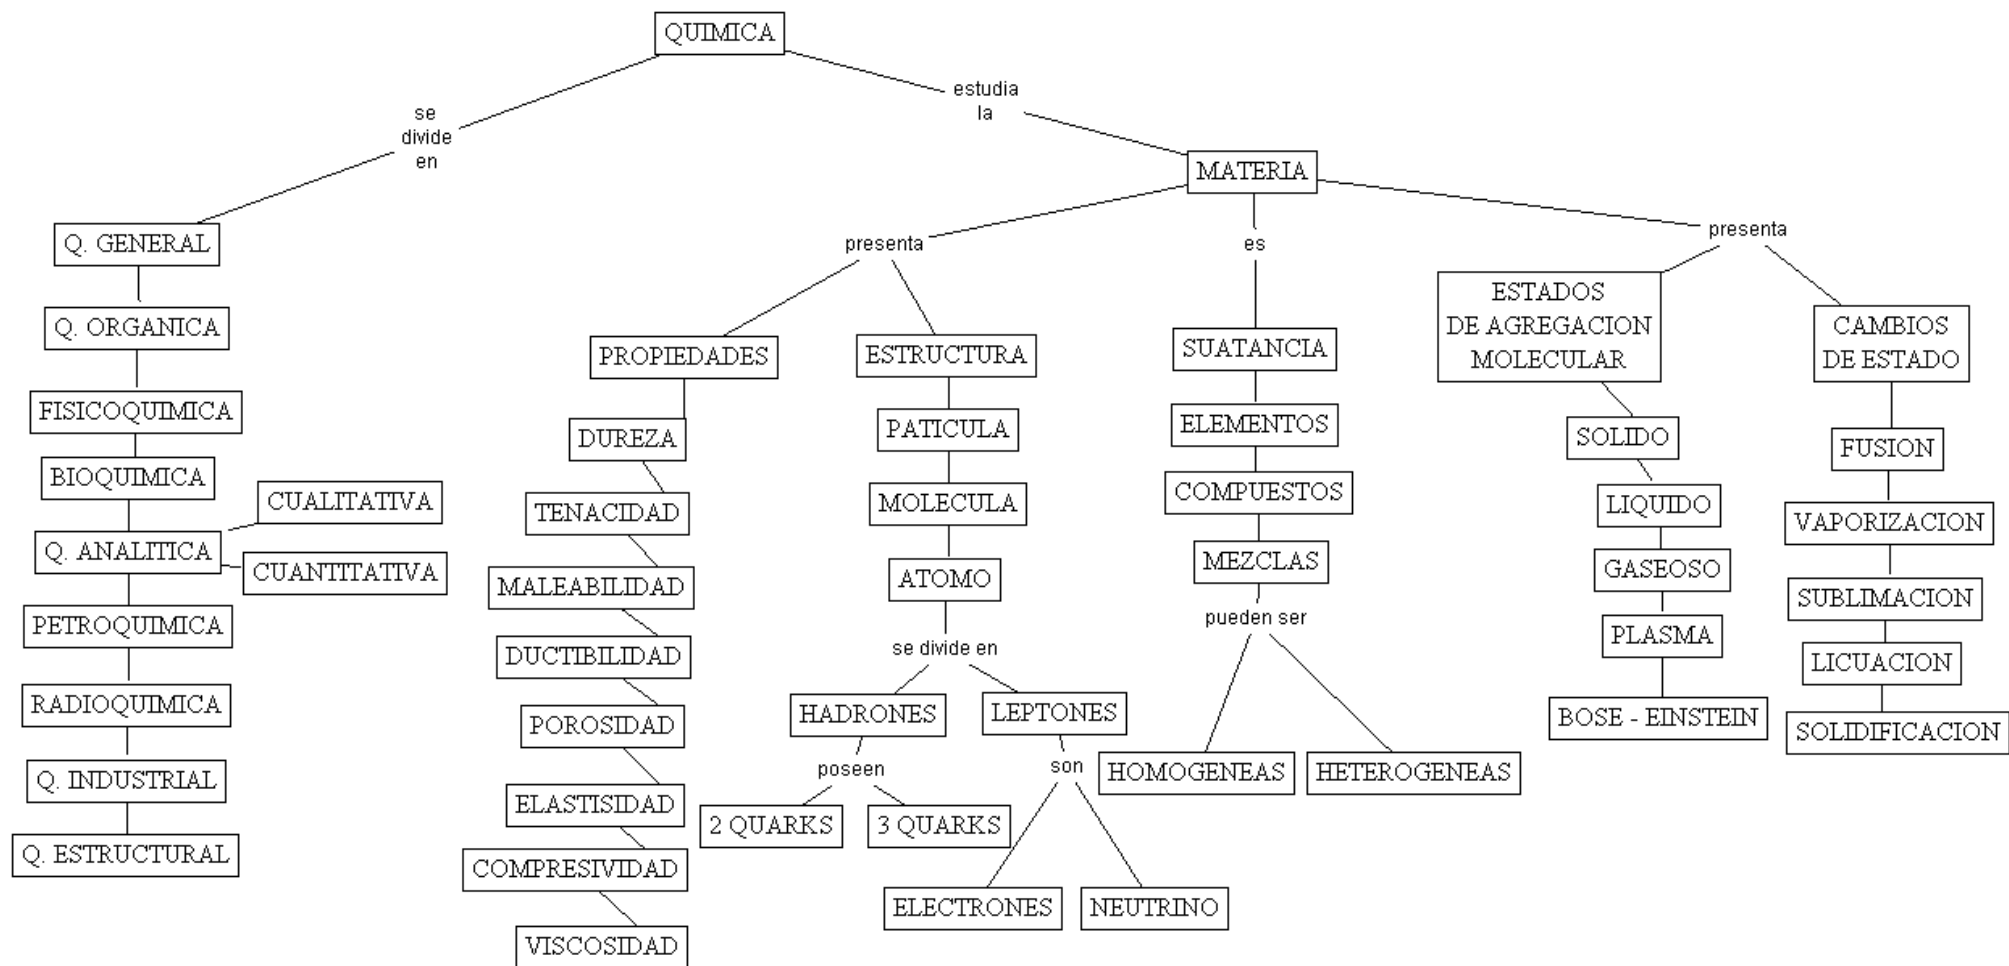 QUIMICA
se
divide
en
estudia
la
MATERIA
Q. GENERAL
Q. ORGANICA
FISICOQUIMICA
BIOQUIMICA
Q. ANALITICA
CUALITATIVA
CUANTITATIVA
PETROQUIMICA
RADIOQUIMICA
Q. INDUSTRIAL
Q. ESTRUCTURAL
presenta
PROPIEDADES
DUREZA
TENACIDAD
MALEABILIDAD
DUCTIBILIDAD
POROSIDAD
ELASTISIDAD
COMPRESIVIDAD
VISCOSIDAD
ESTRUCTURA
PATICULA
MOLECULA
ATOMO
se divide en
HADRONES
poseen
2 QUARKS
3 QUARKS
LEPTONES
son
ELECTRONES
NEUTRINO
es
SUATANCIA
ELEMENTOS
COMPUESTOS
MEZCLAS
pueden ser
HOMOGENEAS
HETEROGENEAS
presenta
ESTADOS
DE AGREGACION
MOLECULAR
SOLIDO
LIQUIDO
GASEOSO
PLASMA
BOSE - EINSTEIN
CAMBIOS
DE ESTADO
FUSION
VAPORIZACION
SUBLIMACION
LICUACION
SOLIDIFICACION